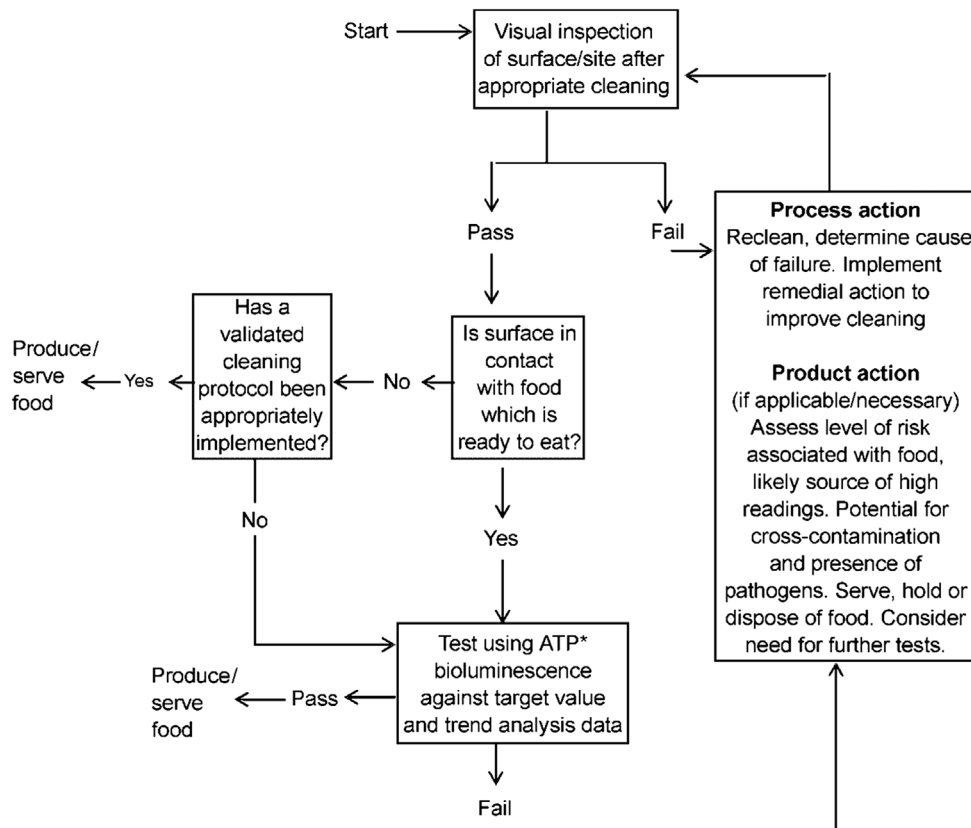 Start
Visual inspection
of surface/site after
appropriate cleaning
Pass
Fail
Process action
Reclean, determine cause
of failure. Implement
remedial action to
improve cleaning
Product action
(if applicable/necessary)
Assess level of risk
associated with food,
likely source of high
readings. Potential for
cross-contamination
and presence of
pathogens. Serve, hold or
dispose of food. Consider
need for further tests.
Is surface in
contact
with food
which is
ready to eat?
No
Has a
validated
cleaning
protocol been
appropriately
implemented?
Yes
Produce/
serve
food
No
Yes
Test using ATP*
bioluminescence
against target value
and trend analysis data
Pass
Produce/
serve
food
Fail